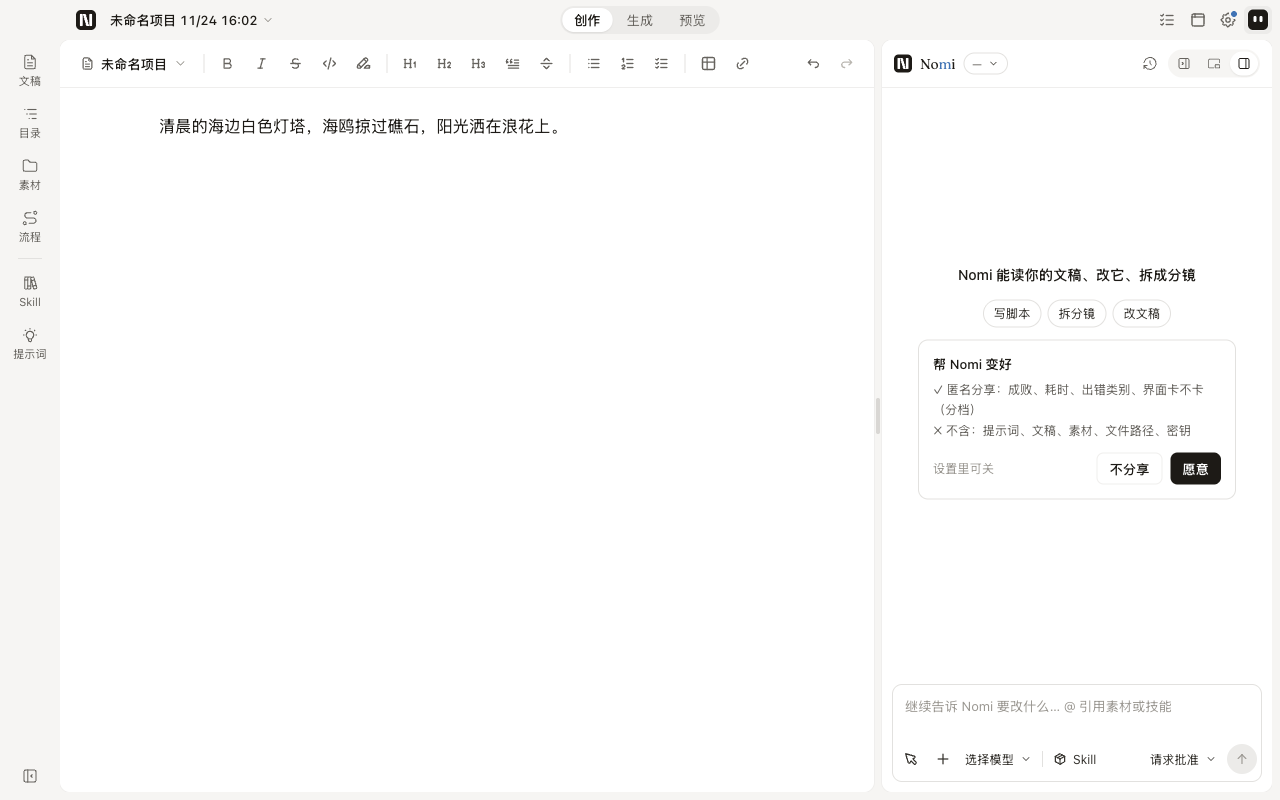 未命名项目 11/24 16:02
创作 生成 预览
文稿
目录
素材
流程
Skill
提示词
未命名项目
B I S H1 H2 H3
清晨的海边白色灯塔，海鸥掠过礁石，阳光洒在浪花上。
Nomi —
Nomi 能读你的文稿、改它、拆成分镜
写脚本 拆分镜 改文稿
帮 Nomi 变好
✓ 匿名分享：成败、耗时、出错类别、界面卡不卡
（分档）
✕ 不含：提示词、文稿、素材、文件路径、密钥
设置里可关 不分享 愿意
继续告诉 Nomi 要改什么… @ 引用素材或技能
选择模型 Skill 请求批准